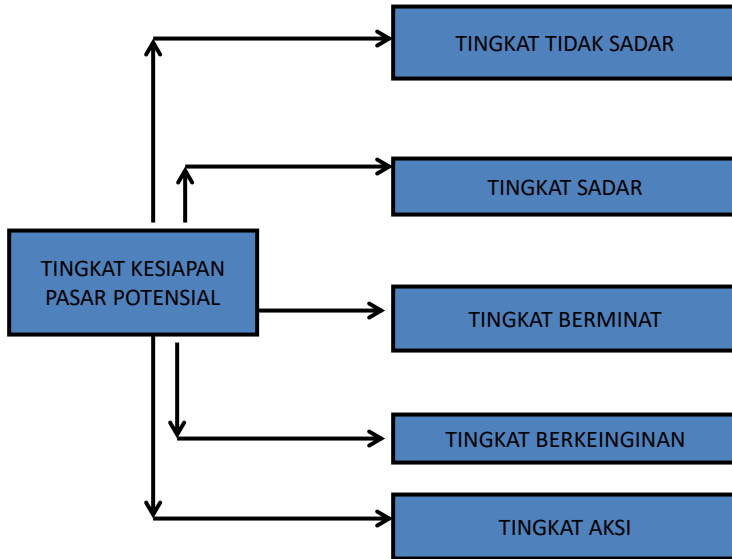 TINGKAT TIDAK SADAR
TINGKAT SADAR
TINGKAT KESIAPAN
PASAR POTENSIAL
TINGKAT BERMINAT
TINGKAT BERKEINGINAN
TINGKAT AKSI